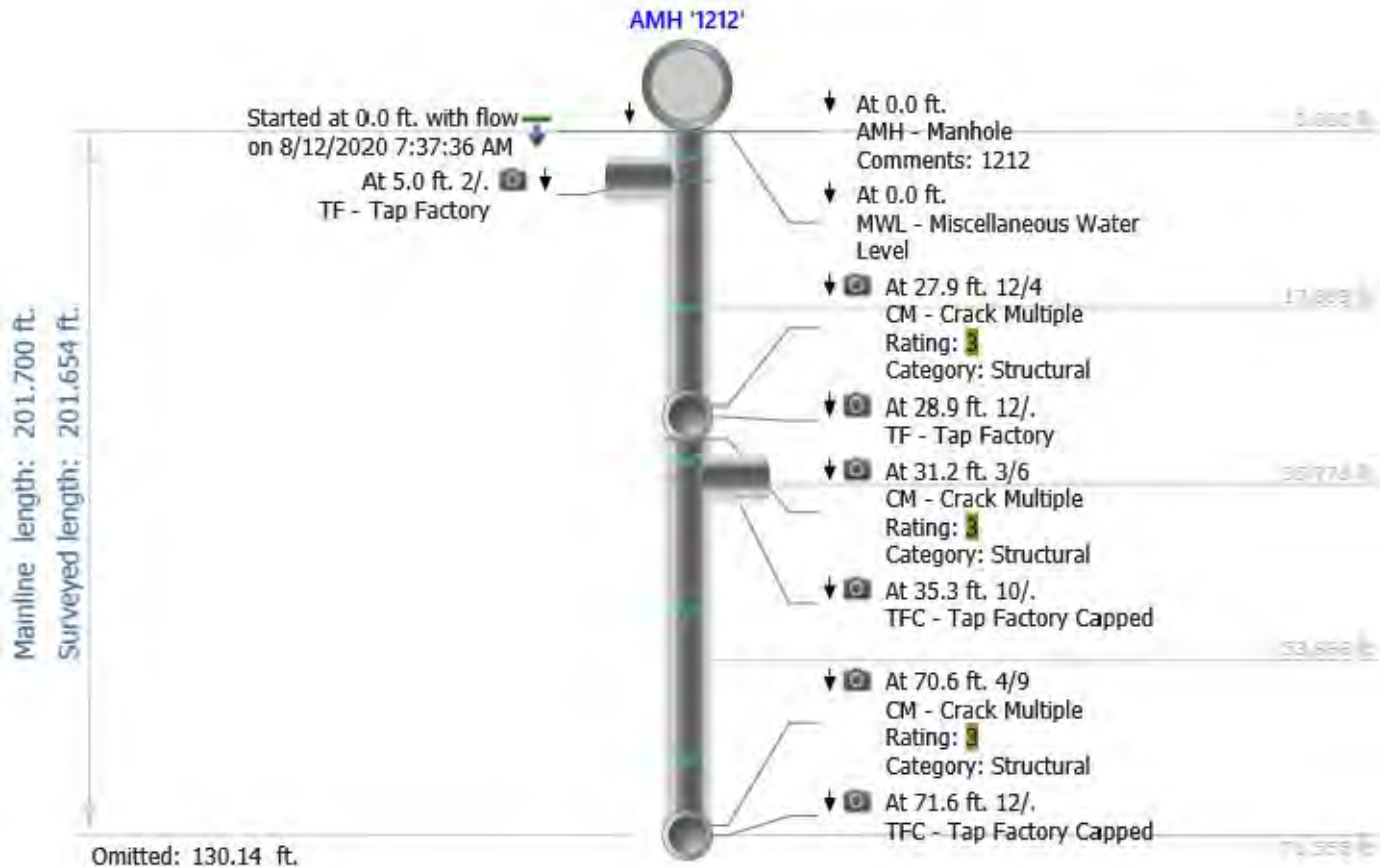 AMH '1212'
Started at 0.0 ft. with flow
on 8/12/2020 7:37:36 AM
At 5.0 ft. 2/.
TF - Tap Factory
At 0.0 ft.
AMH - Manhole
Comments: 1212
At 0.0 ft.
MWL - Miscellaneous Water
Level
At 27.9 ft. 12/4
CM - Crack Multiple
Rating: 3
Category: Structural
At 28.9 ft. 12/.
TF - Tap Factory
At 31.2 ft. 3/6
CM - Crack Multiple
Rating: 3
Category: Structural
At 35.3 ft. 10/.
TFC - Tap Factory Capped
At 70.6 ft. 4/9
CM - Crack Multiple
Rating: 3
Category: Structural
At 71.6 ft. 12/.
TFC - Tap Factory Capped
Mainline length: 201.700 ft.
Surveyed length: 201.654 ft.
Omitted: 130.14 ft.